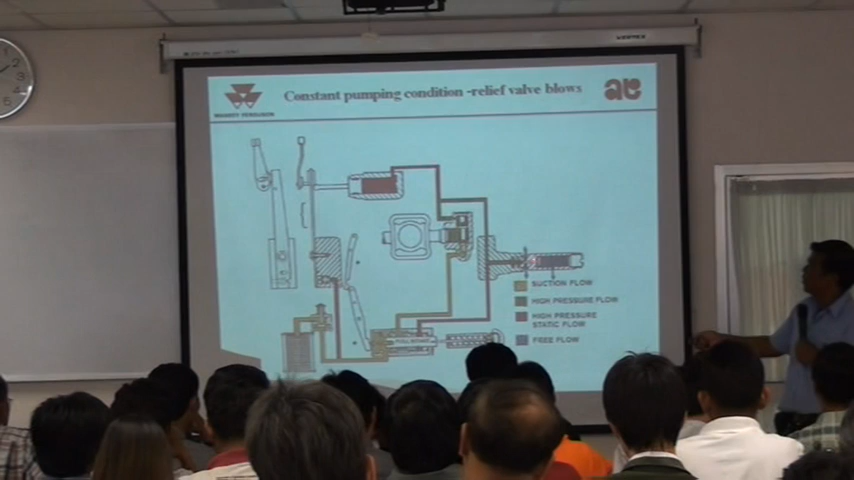 VERTEX
Constant pumping condition -relief valve blows
MASSEY FERGUSON
SUCTION FLOW
HIGH PRESSURE FLOW
HIGH PRESSURE
STATIC FLOW
FREE FLOW